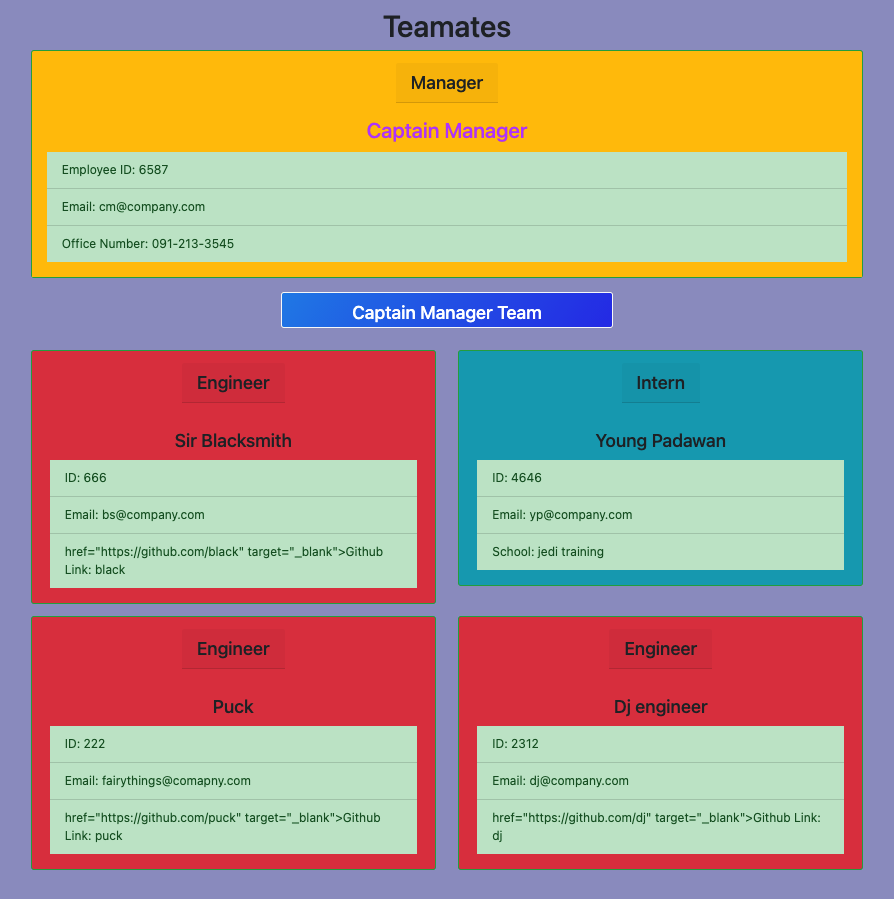 Teamates
Manager
Captain Manager
Employee ID: 6587
Email: cm@company.com
Office Number: 091-213-3545
Captain Manager Team
Engineer
Sir Blacksmith
ID: 666
Email: bs@company.com
href="https://github.com/black" target="_blank">Github
Link: black
Intern
Young Padawan
ID: 4646
Email: yp@company.com
School: jedi training
Engineer
Puck
ID: 222
Email: fairythings@comapny.com
href="https://github.com/puck" target="_blank">Github
Link: puck
Engineer
Dj engineer
ID: 2312
Email: dj@company.com
href="https://github.com/dj" target="_blank">Github Link:
dj